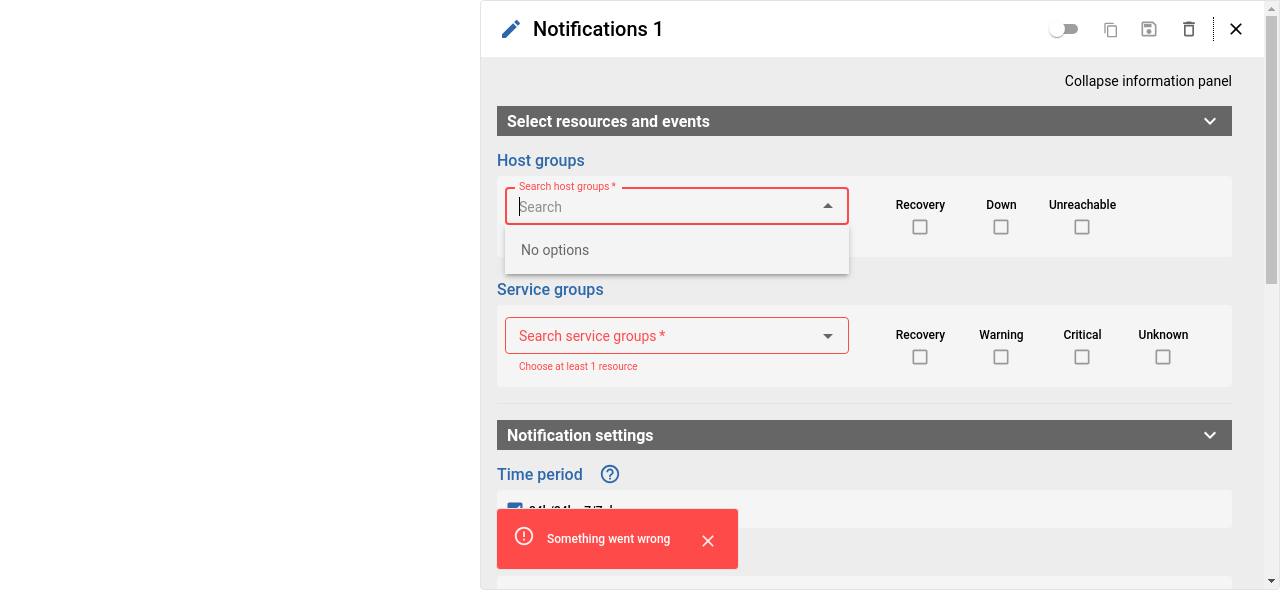 Notifications 1
Collapse information panel
Select resources and events
Host groups
Search host groups *
Search
Recovery
Down
Unreachable
No options
Service groups
Search service groups *
Choose at least 1 resource
Recovery
Warning
Critical
Unknown
Notification settings
Time period
Something went wrong